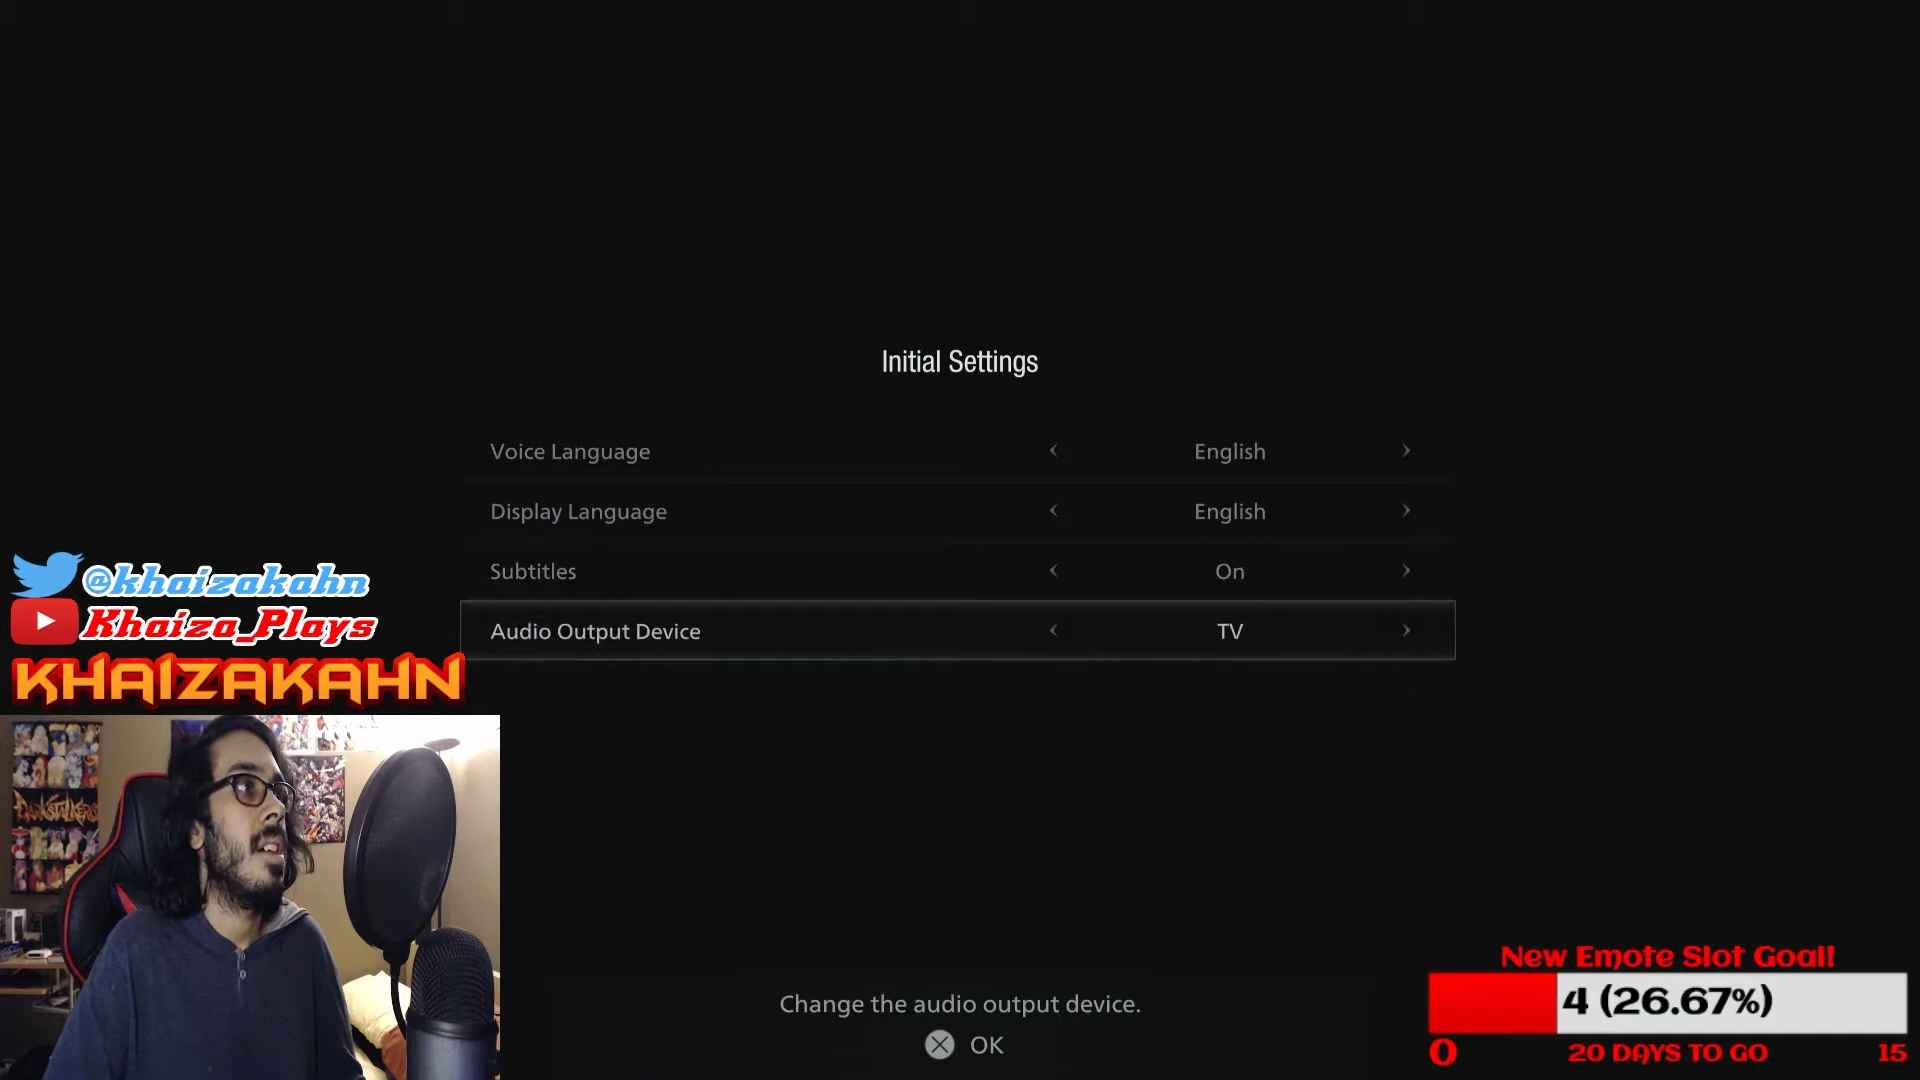 Initial Settings
Voice Language < English >
Display Language < English >
Subtitles < On >
Audio Output Device < TV >
@khaizakahn
Khaiza_Plays
KHAIZAKAHN
DARKSTALKERS
Change the audio output device.
OK
New Emote Slot Goal!
4 (26.67%)
0 20 DAYS TO GO 15